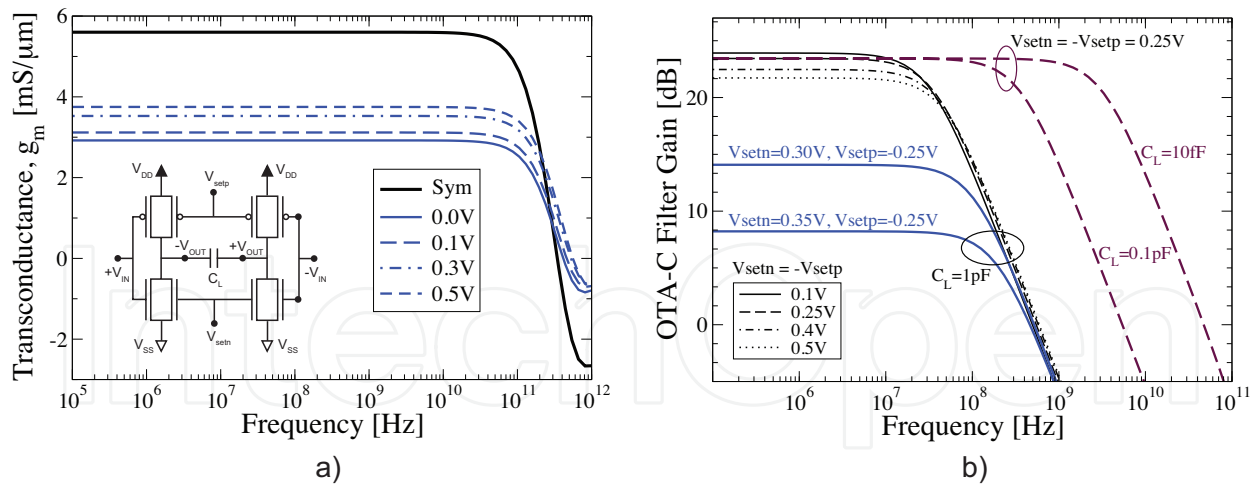 Transconductance, g_m [mS/μm]
6
4
2
0
-2
V_DD
V_setp
V_DD
-V_OUT
+V_OUT
+V_IN
C_L
-V_IN
V_SS
V_setn
V_SS
Sym
0.0V
0.1V
0.3V
0.5V
10^5
10^6
10^7
10^8
10^9
10^10
10^11
10^12
Frequency [Hz]
a)
OTA-C Filter Gain [dB]
20
10
0
Vsetn = -Vsetp = 0.25V
Vsetn=0.30V, Vsetp=-0.25V
Vsetn=0.35V, Vsetp=-0.25V
C_L=10fF
C_L=0.1pF
C_L=1pF
Vsetn = -Vsetp
0.1V
0.25V
0.4V
0.5V
10^6
10^7
10^8
10^9
10^10
10^11
Frequency [Hz]
b)
IntechOpen